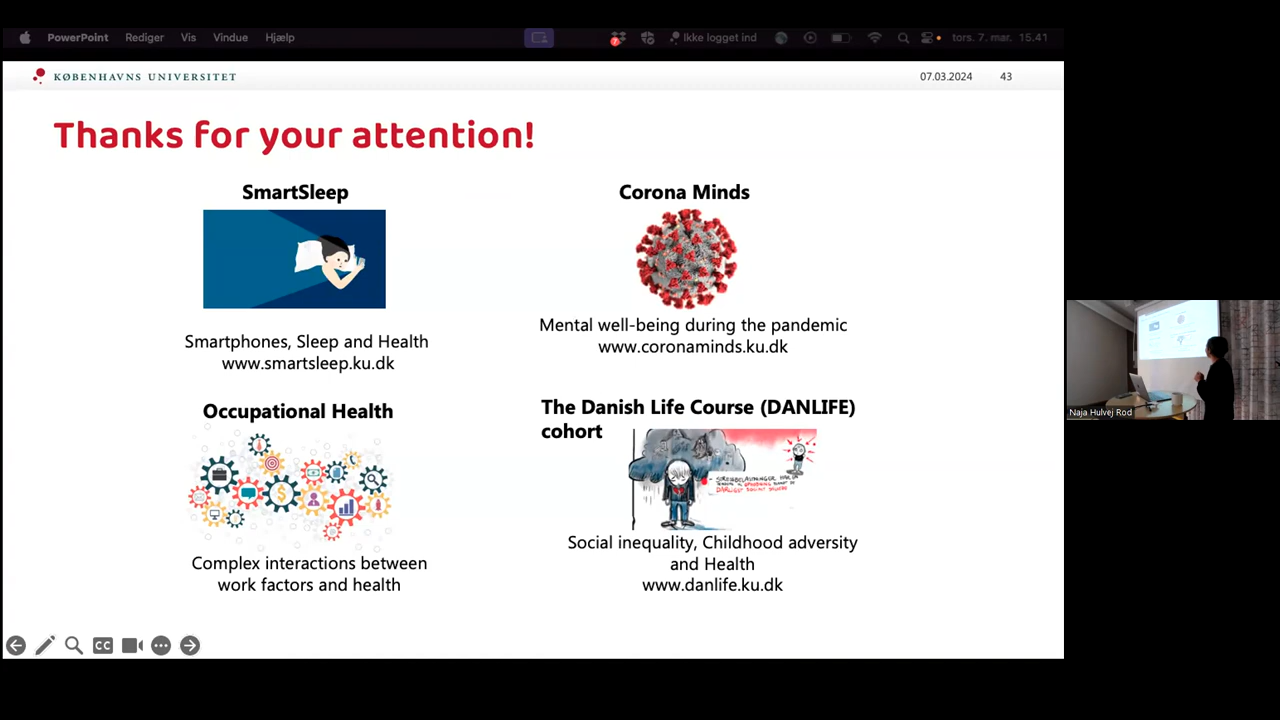 PowerPoint Rediger Vis Vindue Hjælp
7
Ikke logget ind
tors. 7. mar. 15.41
KØBENHAVNS UNIVERSITET
07.03.2024 43
Thanks for your attention!
SmartSleep
Smartphones, Sleep and Health
www.smartsleep.ku.dk
Corona Minds
Mental well-being during the pandemic
www.coronaminds.ku.dk
Occupational Health
Complex interactions between
work factors and health
The Danish Life Course (DANLIFE)
cohort
Social inequality, Childhood adversity
and Health
www.danlife.ku.dk
CC
Naja Hulvej Rod